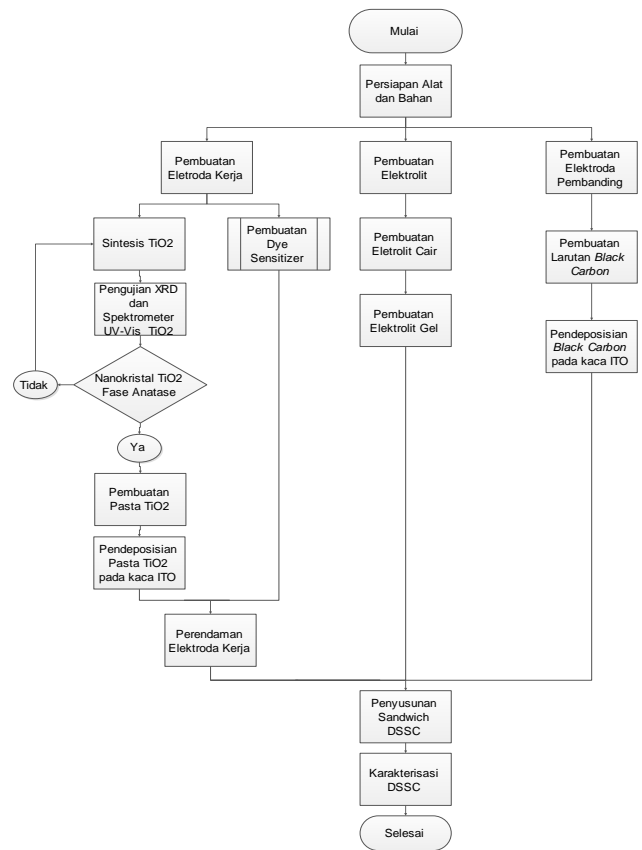 Mulai
Persiapan Alat
dan Bahan
Pembuatan
Eletroda Kerja
Pembuatan
Elektrolit
Pembuatan
Elektroda
Pembanding
Sintesis TiO2
Pembuatan
Dye
Sensitizer
Pembuatan
Eletrolit Cair
Pembuatan
Larutan Black
Carbon
Pengujian XRD
dan
Spektrometer
UV-Vis TiO2
Pembuatan
Elektrolit Gel
Pendeposisian
Black Carbon
pada kaca ITO
Tidak
Nanokristal TiO2
Fase Anatase
Ya
Pembuatan
Pasta TiO2
Pendeposisian
Pasta TiO2
pada kaca ITO
Perendaman
Elektroda Kerja
Penyusunan
Sandwich
DSSC
Karakterisasi
DSSC
Selesai